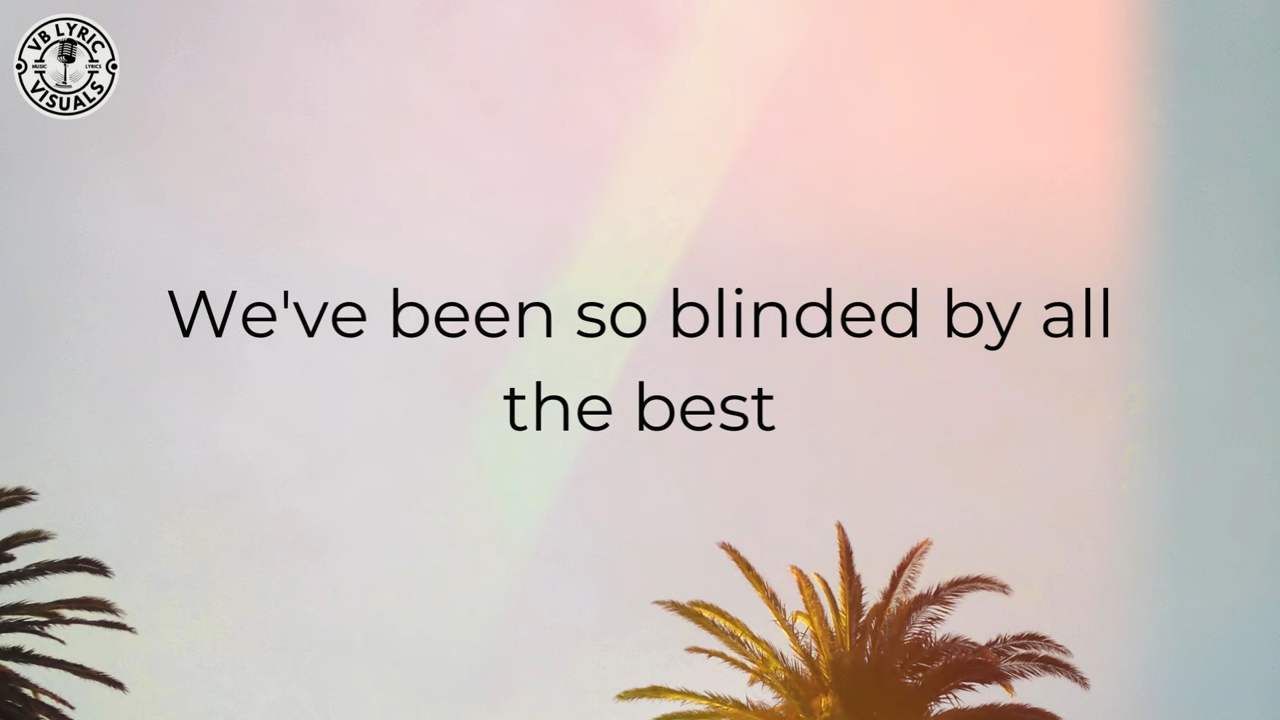 VB LYRIC
MUSIC LYRICS
VISUALS
We've been so blinded by all
the best